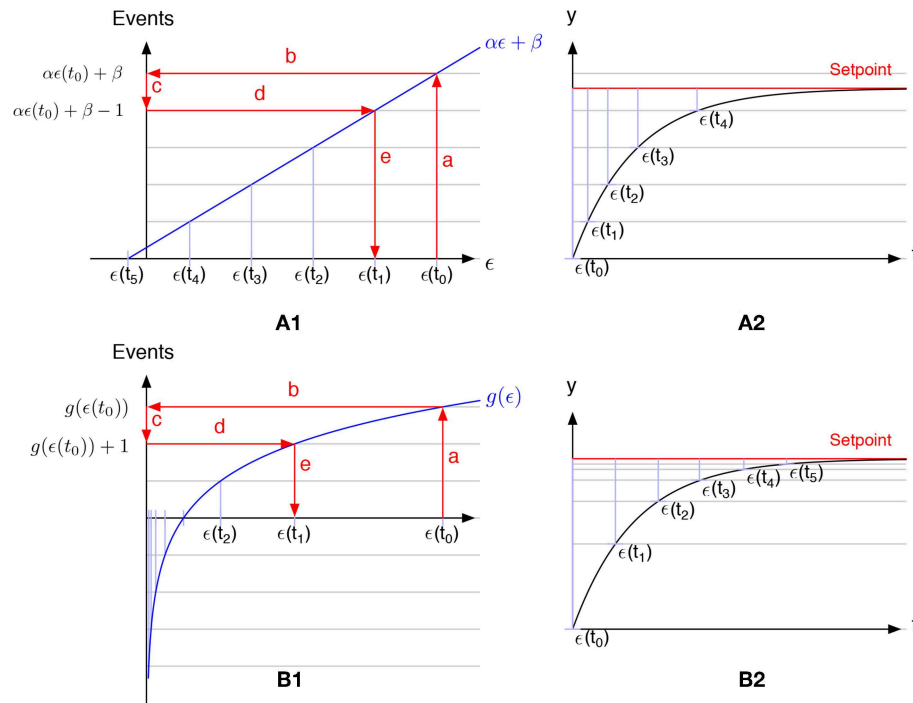 Events
αϵ + β
αϵ(t₀) + β
b
c
αϵ(t₀) + β − 1
d
e
a
ϵ(t₅)
ϵ(t₄)
ϵ(t₃)
ϵ(t₂)
ϵ(t₁)
ϵ(t₀)
ϵ
A1
y
Setpoint
ϵ(t₄)
ϵ(t₃)
ϵ(t₂)
ϵ(t₁)
ϵ(t₀)
A2
Events
g(ϵ)
g(ϵ(t₀))
b
c
g(ϵ(t₀)) + 1
d
e
a
ϵ(t₂)
ϵ(t₁)
ϵ(t₀)
B1
y
Setpoint
ϵ(t₅)
ϵ(t₄)
ϵ(t₃)
ϵ(t₂)
ϵ(t₁)
ϵ(t₀)
B2